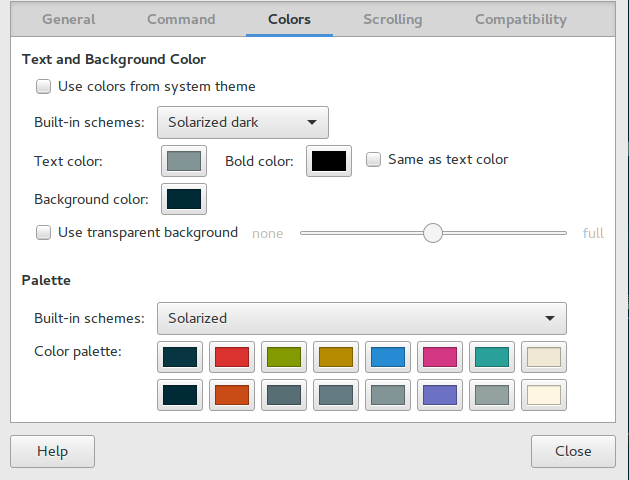 General Command Colors Scrolling Compatibility
Text and Background Color
Use colors from system theme
Built-in schemes: Solarized dark
Text color: Bold color: Same as text color
Background color:
Use transparent background none full
Palette
Built-in schemes: Solarized
Color palette:
Help Close